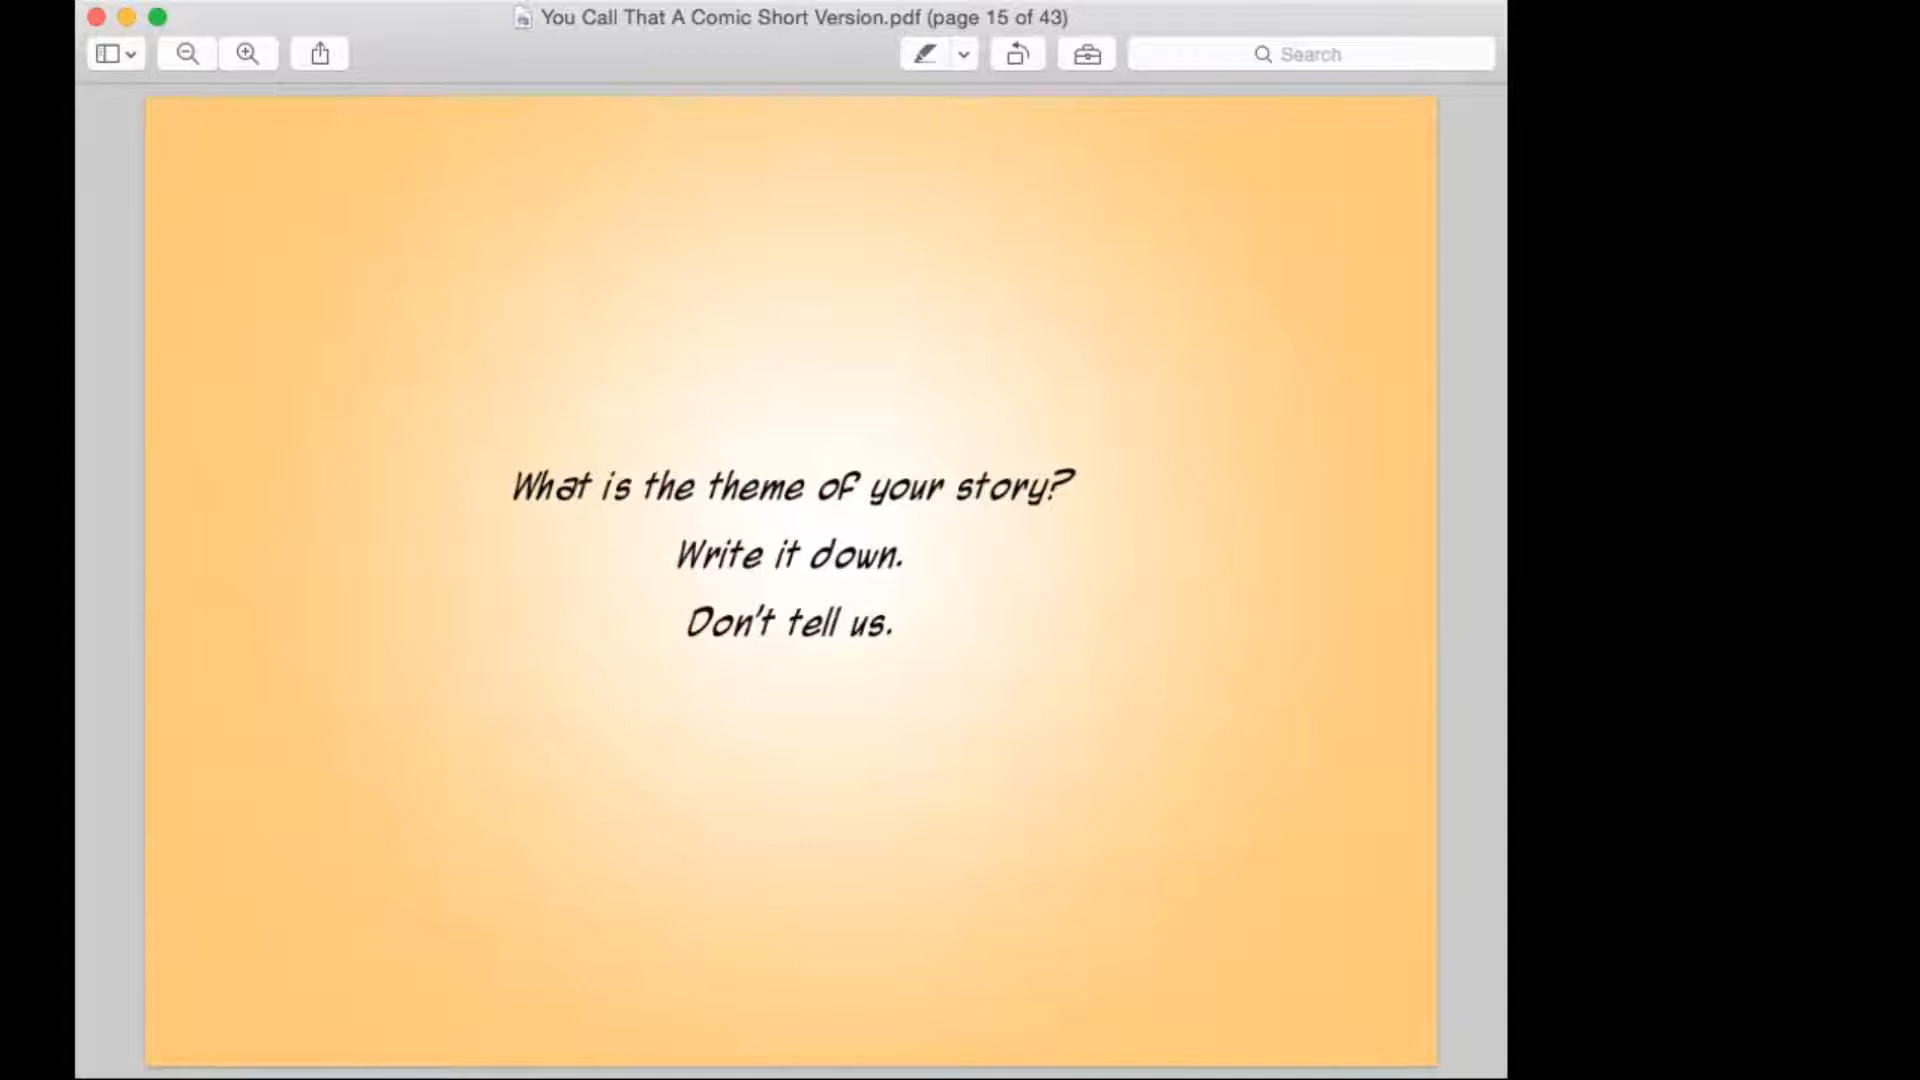 You Call That A Comic Short Version.pdf (page 15 of 43)
Search
What is the theme of your story?
Write it down.
Don't tell us.